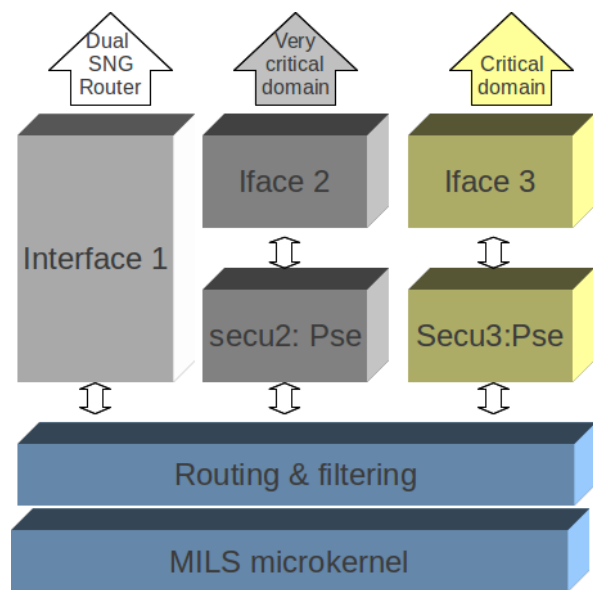 Dual
SNG
Router
Very
critical
domain
Critical
domain
Interface 1
Iface 2
Iface 3
secu2: Pse
Secu3:Pse
Routing & filtering
MILS microkernel